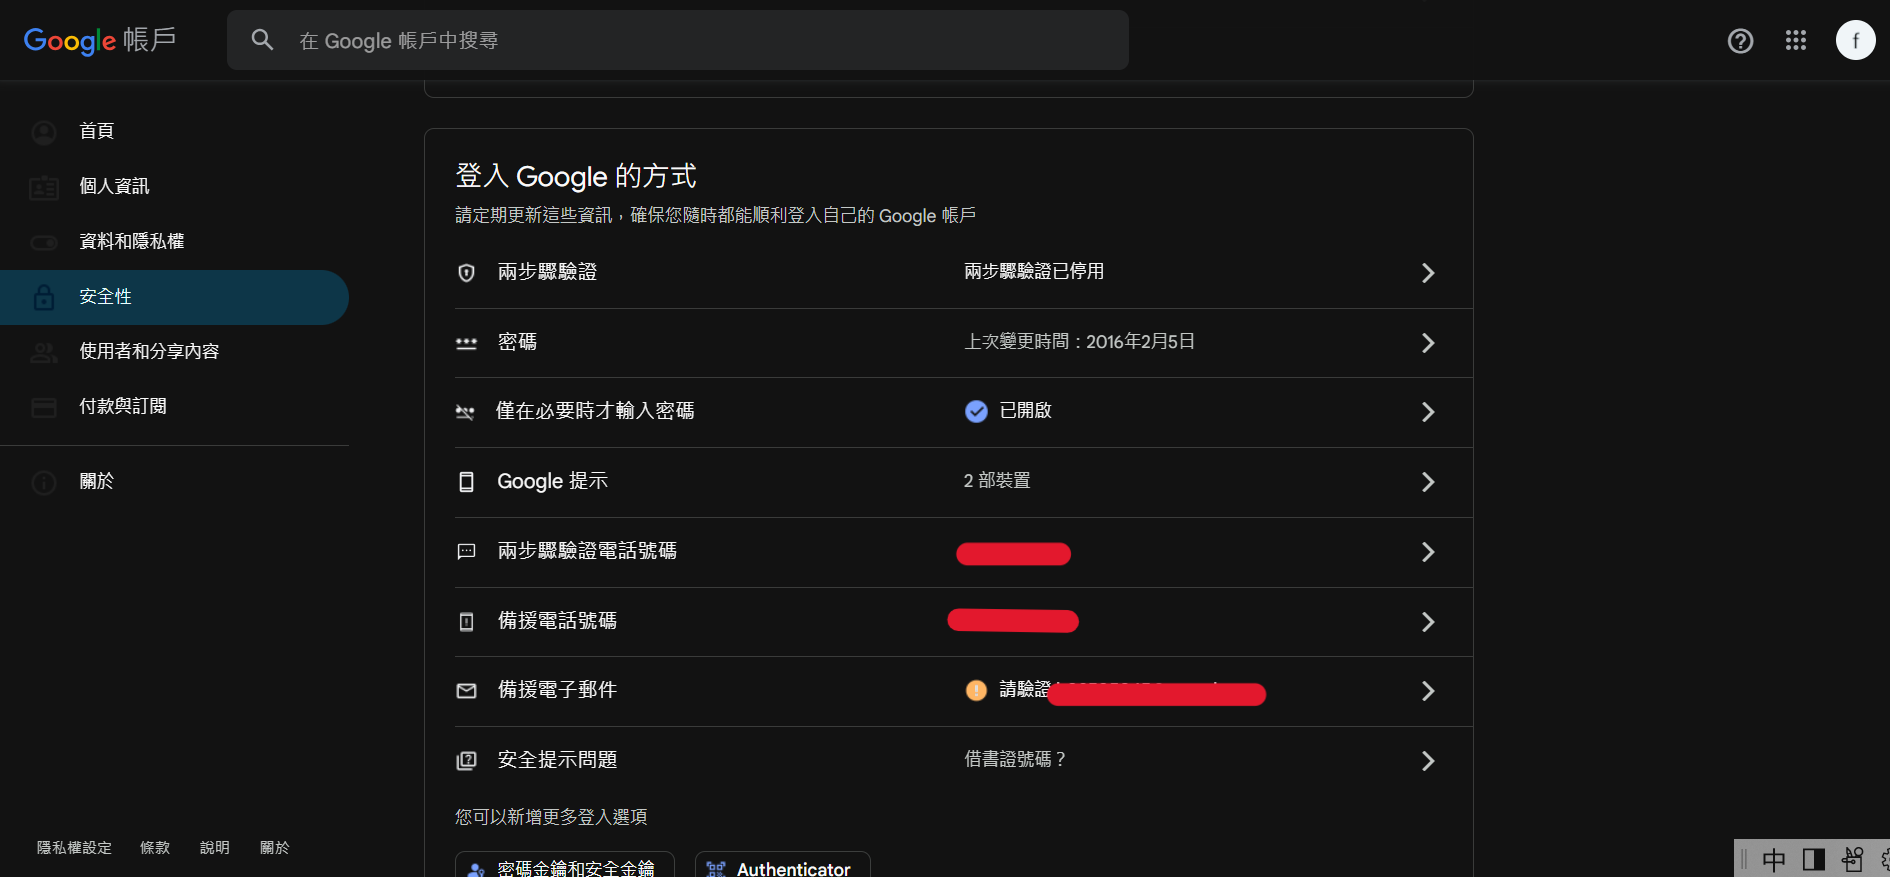 Google 帳戶
在 Google 帳戶中搜尋
f
首頁
個人資訊
資料和隱私權
安全性
使用者和分享內容
付款與訂閱
關於
登入 Google 的方式
請定期更新這些資訊，確保您隨時都能順利登入自己的 Google 帳戶
兩步驟驗證
兩步驟驗證已停用
密碼
上次變更時間：2016年2月5日
僅在必要時才輸入密碼
已開啟
Google 提示
2 部裝置
兩步驟驗證電話號碼
備援電話號碼
備援電子郵件
請驗證
安全提示問題
借書證號碼？
您可以新增更多登入選項
密碼金鑰和安全金鑰
Authenticator
隱私權設定
條款
說明
關於
中